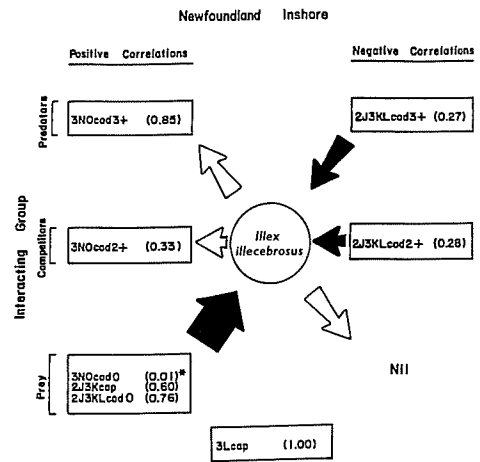 Newfoundland Inshore
Positive Correlations
Negative Correlations
Interacting Group
Predators
3NOcod3+ (0.85)
2J3KLcod3+ (0.27)
Competitors
3NOcod2+ (0.33)
Illex
illecebrosus
2J3KLcod2+ (0.28)
Prey
3NOcod0 (0.01)*
2J3Kcap (0.60)
2J3KLcod0 (0.76)
Nil
3Lcap (1.00)